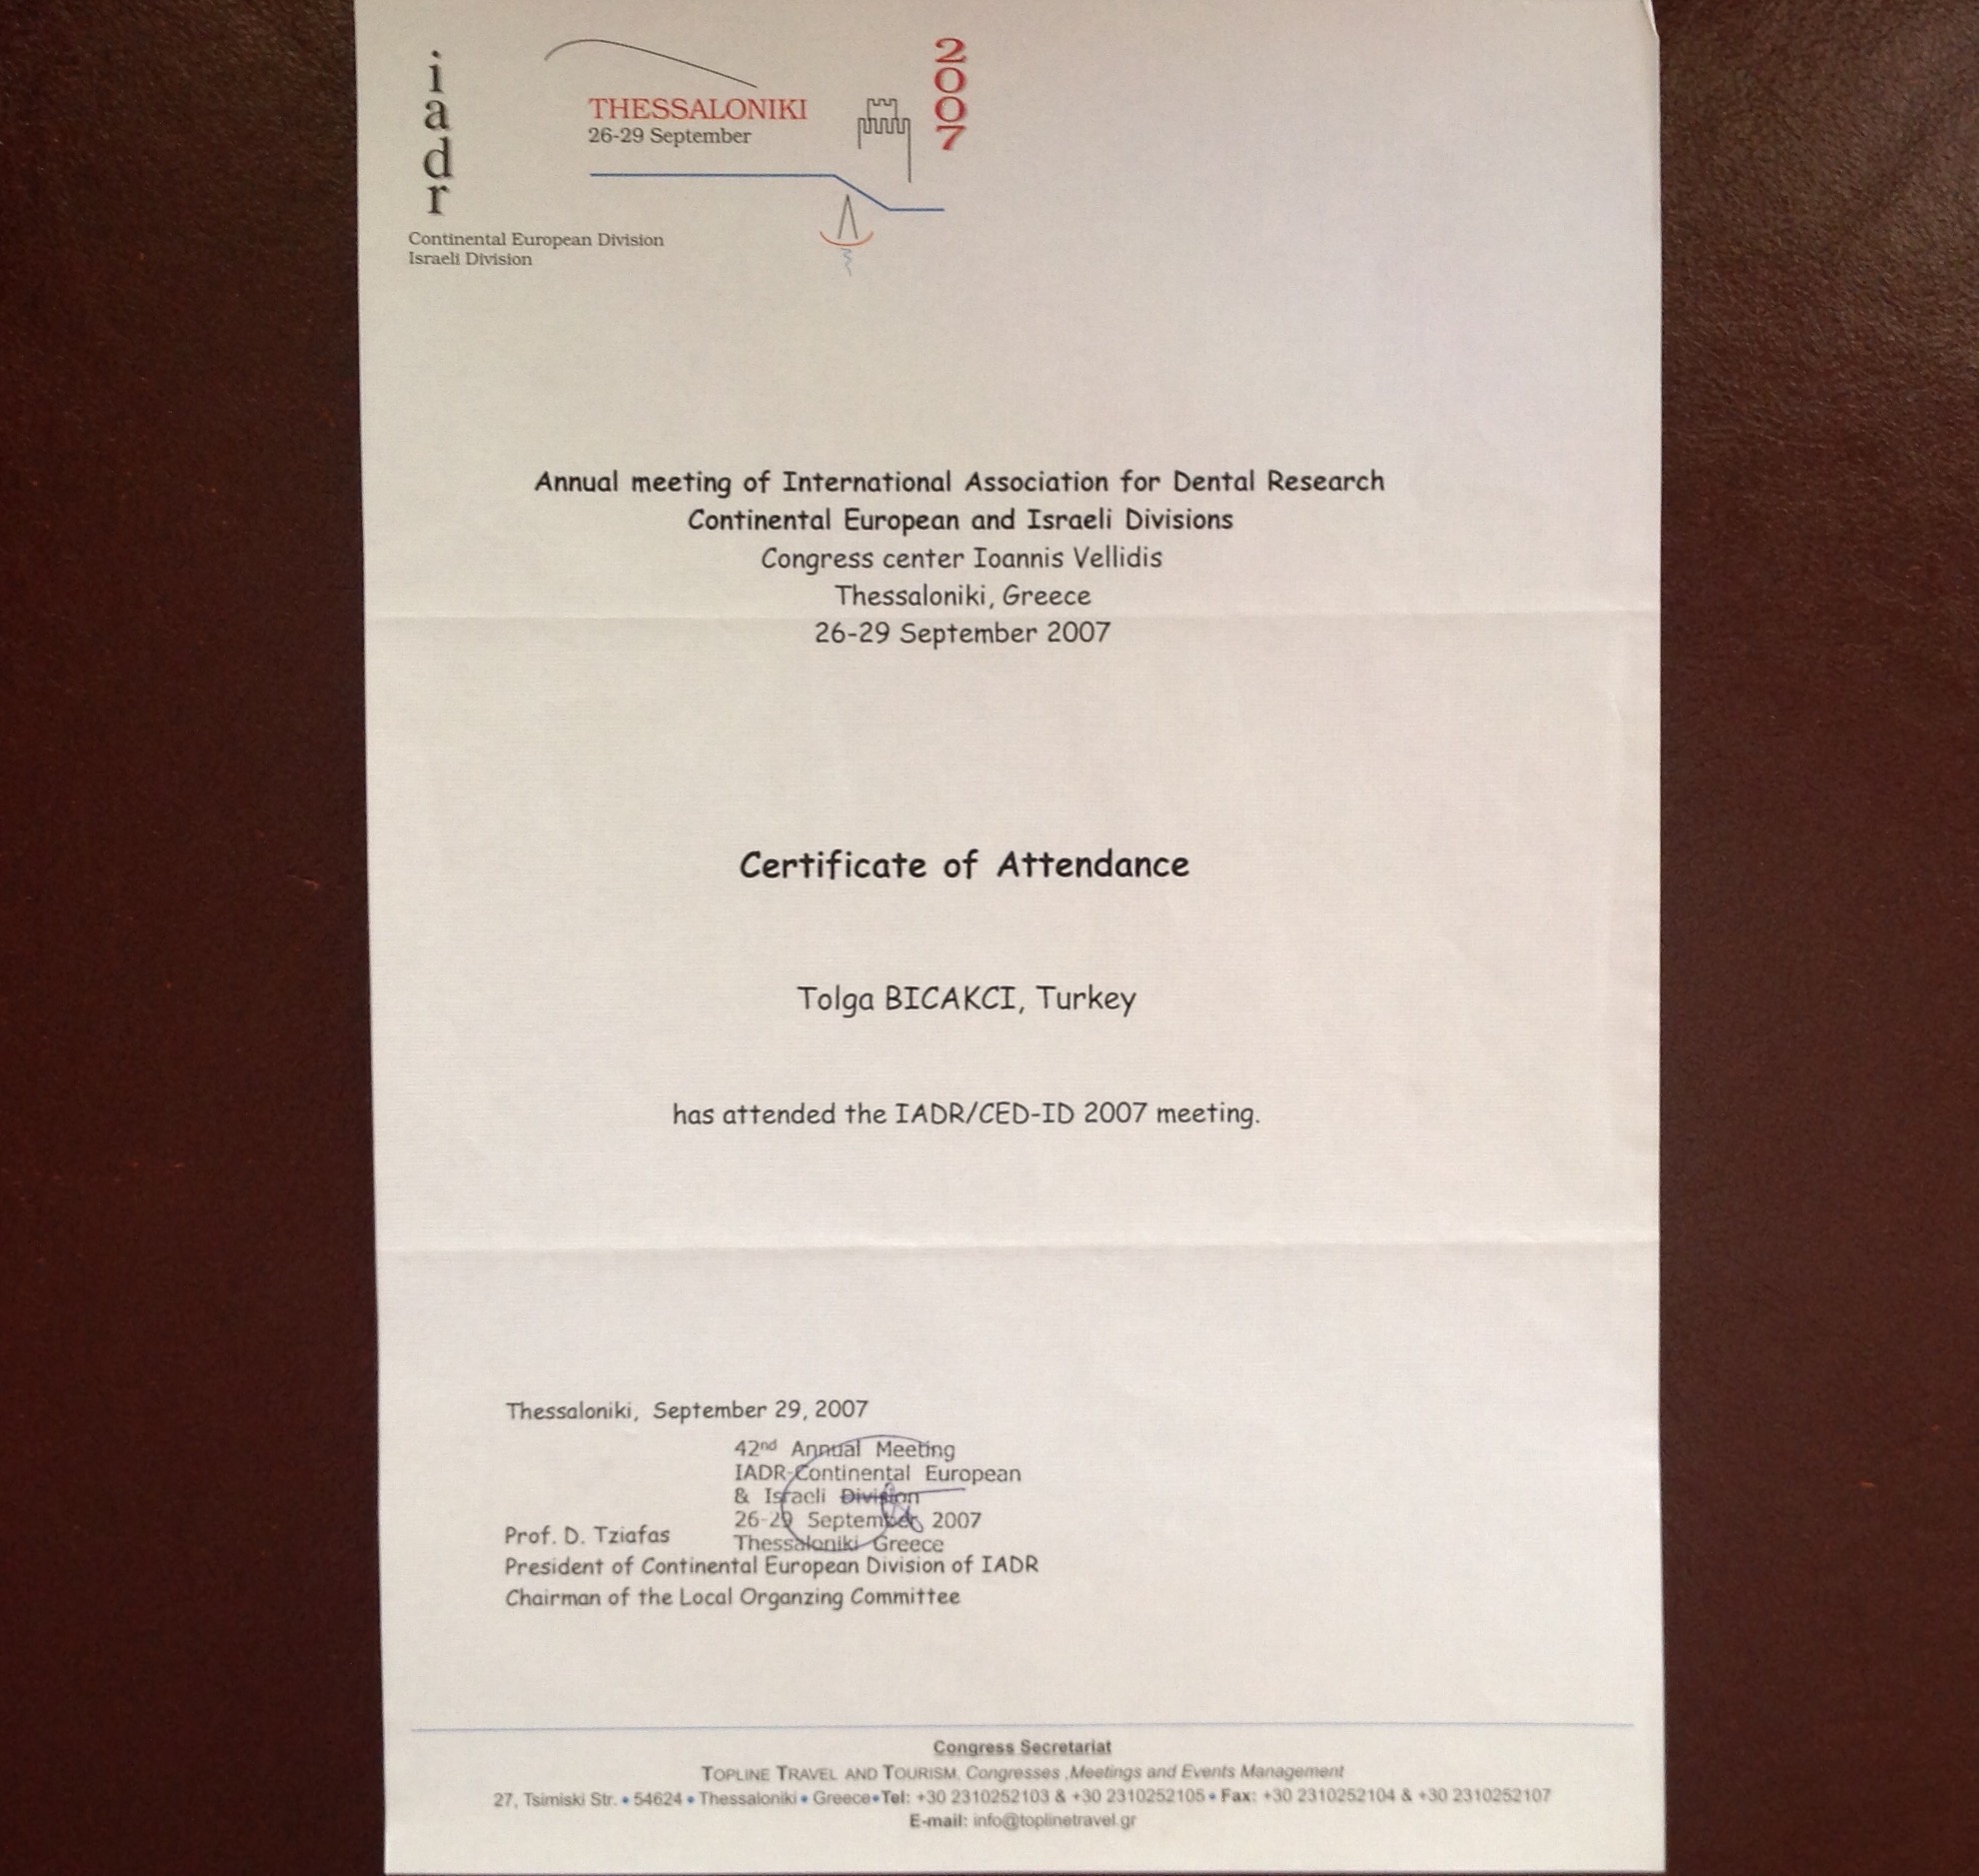 iadr
THESSALONIKI
26-29 September
2007
Continental European Division
Israeli Division
Annual meeting of International Association for Dental Research
Continental European and Israeli Divisions
Congress center Ioannis Vellidis
Thessaloniki, Greece
26-29 September 2007
Certificate of Attendance
Tolga BICAKCI, Turkey
has attended the IADR/CED-ID 2007 meeting.
Thessaloniki, September 29, 2007
42nd Annual Meeting
IADR-Continental European
& Israeli Division
26-29 September 2007
Thessaloniki Greece
Prof. D. Tziafas
President of Continental European Division of IADR
Chairman of the Local Organzing Committee
Congress Secretariat
TOPLINE TRAVEL AND TOURISM, Congresses ,Meetings and Events Management
27, Tsimiski Str. • 54624 • Thessaloniki • Greece•Tel: +30 2310252103 & +30 2310252105 • Fax: +30 2310252104 & +30 2310252107
E-mail: info@toplinetravel.gr